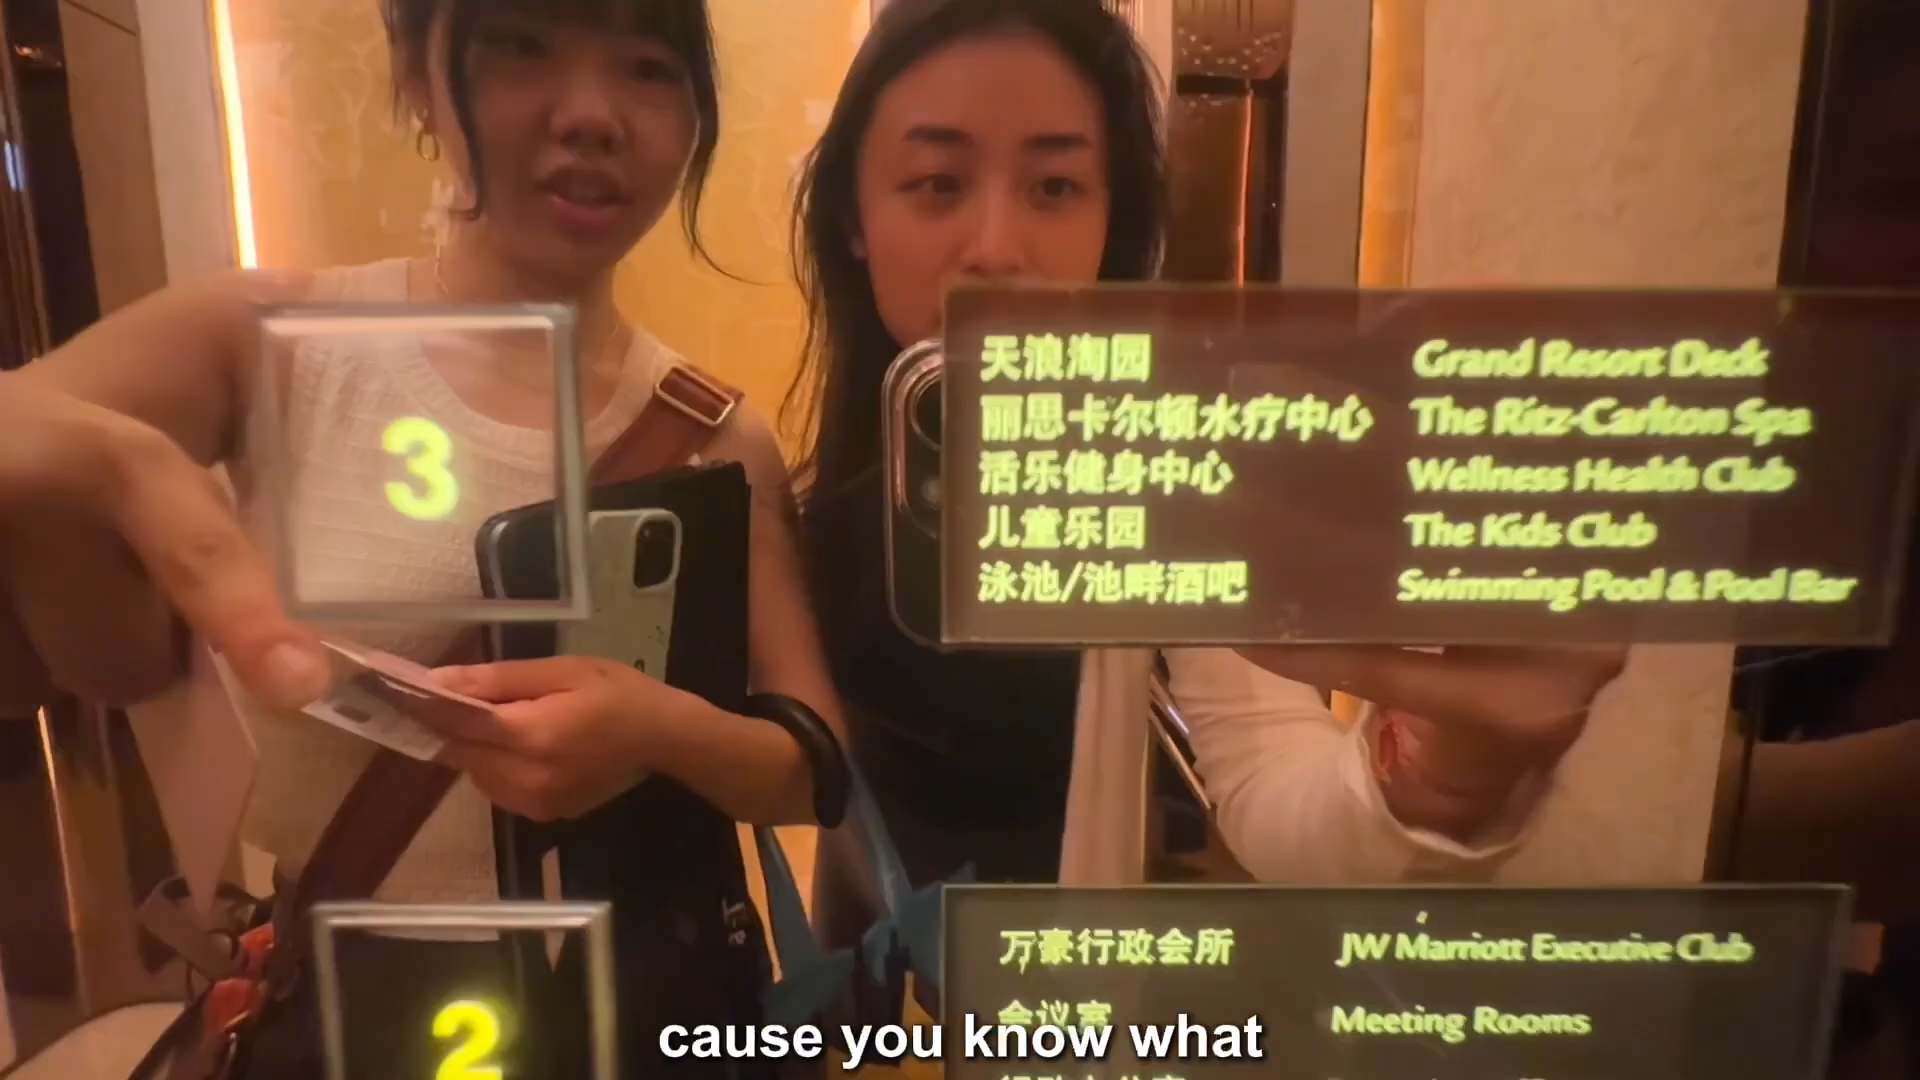 3
天浪淘园 Grand Resort Deck
丽思卡尔顿水疗中心 The Ritz-Carlton Spa
活乐健身中心 Wellness Health Club
儿童乐园 The Kids Club
泳池/池畔酒吧 Swimming Pool & Pool Bar
2
万豪行政会所 JW Marriott Executive Club
会议室 Meeting Rooms
cause you know what